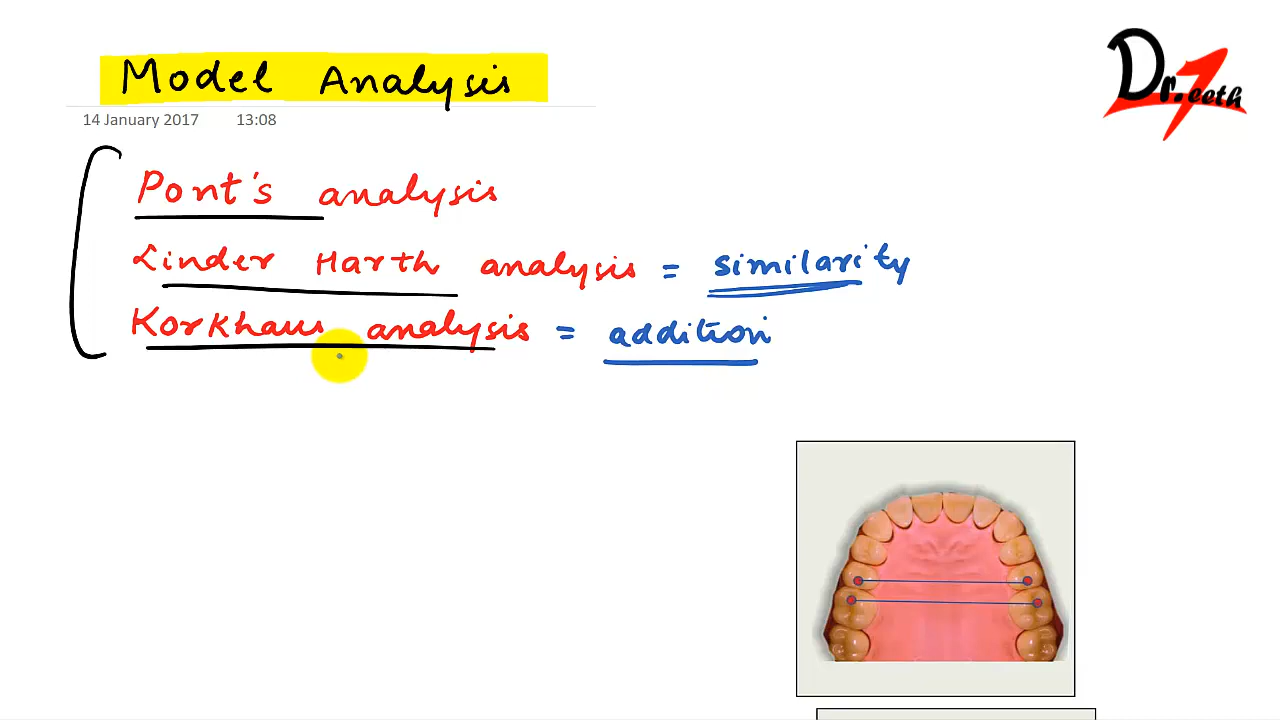 Model Analysis
14 January 2017 13:08
Pont's analysis
Linder Harth analysis = similarity
Korkhaus analysis = addition
Dr. Teeth